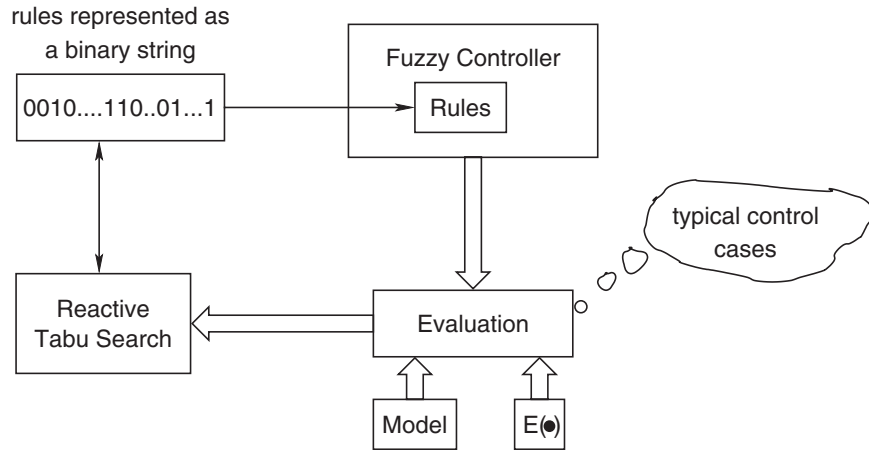 rules represented as
a binary string
0010....110..01...1
Fuzzy Controller
Rules
typical control
cases
Reactive
Tabu Search
Evaluation
Model
E(●)